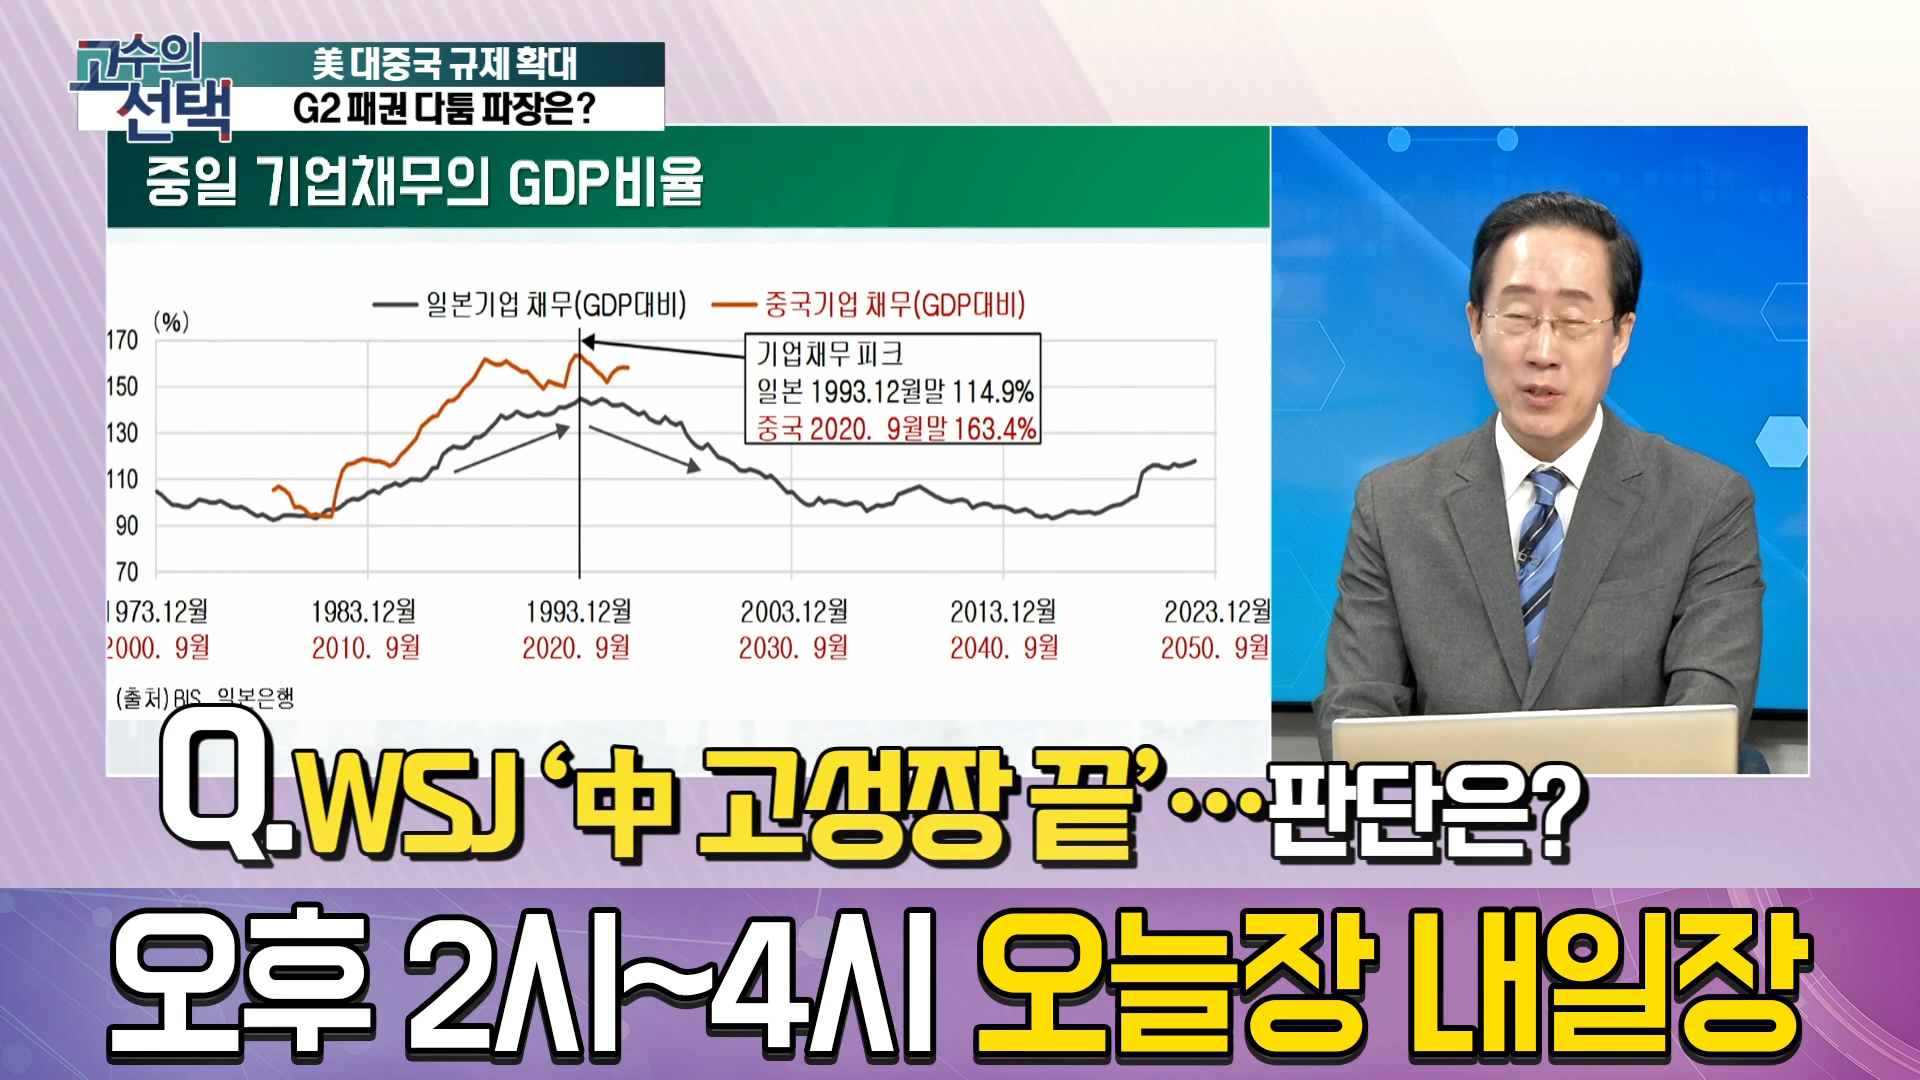 고수의
선택
美 대중국 규제 확대
G2 패권 다툼 파장은?
중일 기업채무의 GDP비율
일본기업 채무(GDP대비) 중국기업 채무(GDP대비)
(%)
170
150
130
110
90
70
기업채무 피크
일본 1993.12월말 114.9%
중국 2020. 9월말 163.4%
1973.12월 1983.12월 1993.12월 2003.12월 2013.12월 2023.12월
2000. 9월 2010. 9월 2020. 9월 2030. 9월 2040. 9월 2050. 9월
(출처) BIS, 일본은행
Q.WSJ ‘中 고성장 끝’…판단은?
오후 2시~4시 오늘장 내일장